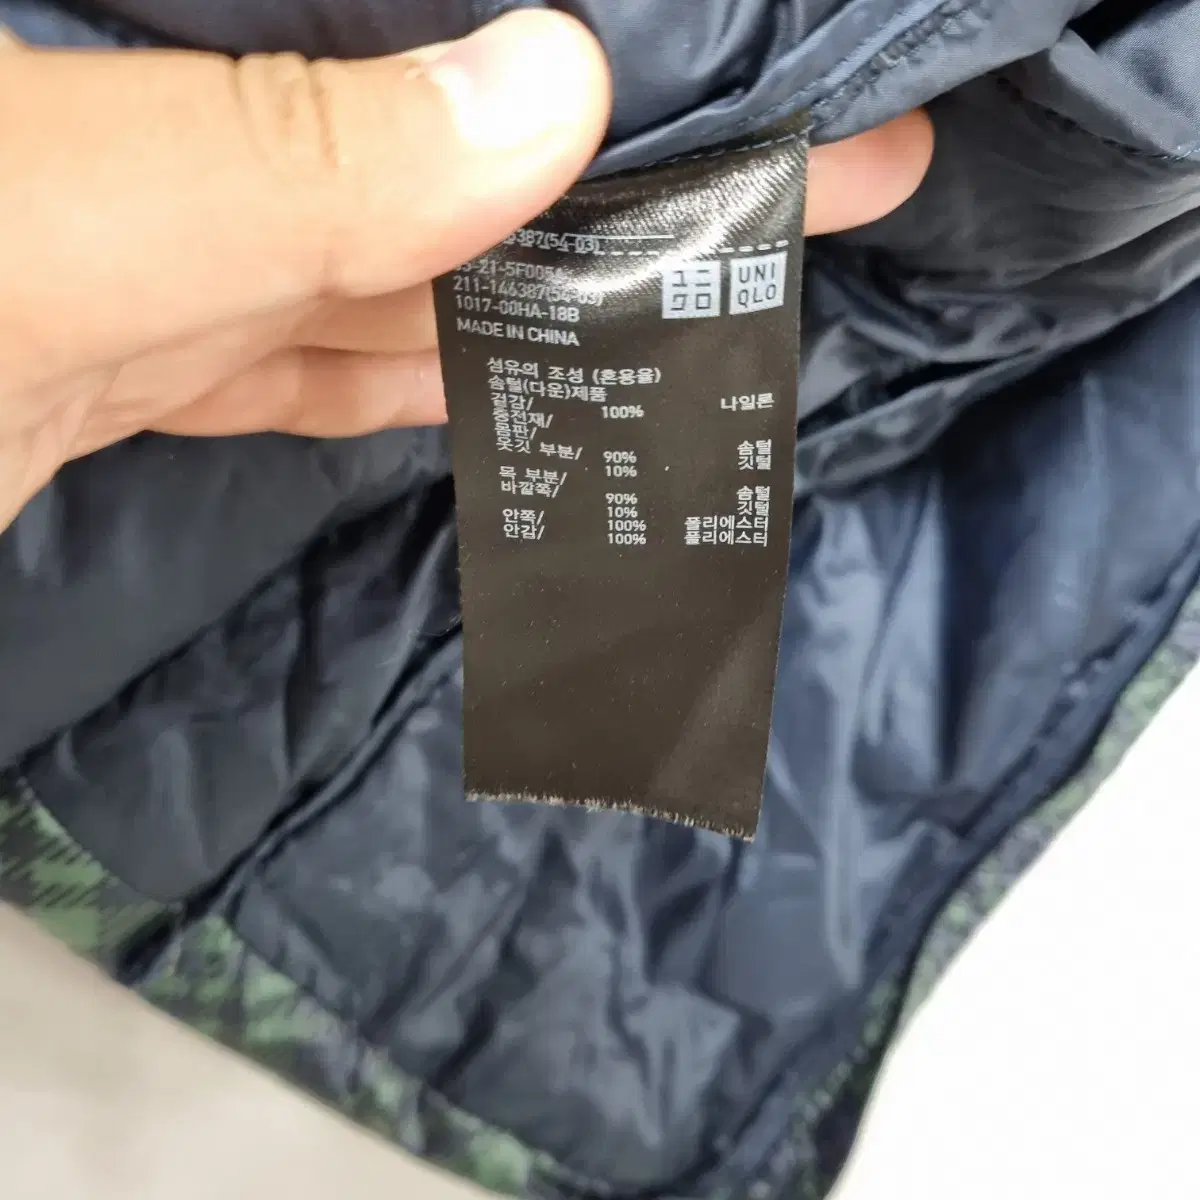 5387(54-03)
35-21-5F005A
211-146387(54-03)
1017-00HA-18B
MADE IN CHINA
ユニ
クロ
UNI
QLO
섬유의 조성 (혼용율)
솜털(다운)제품
겉감/ 100% 나일론
충전재/
몸판/
옷깃 부분/ 90% 솜털
10% 깃털
목 부분/
바깥쪽/ 90% 솜털
10% 깃털
안쪽/ 100% 폴리에스터
안감/ 100% 폴리에스터